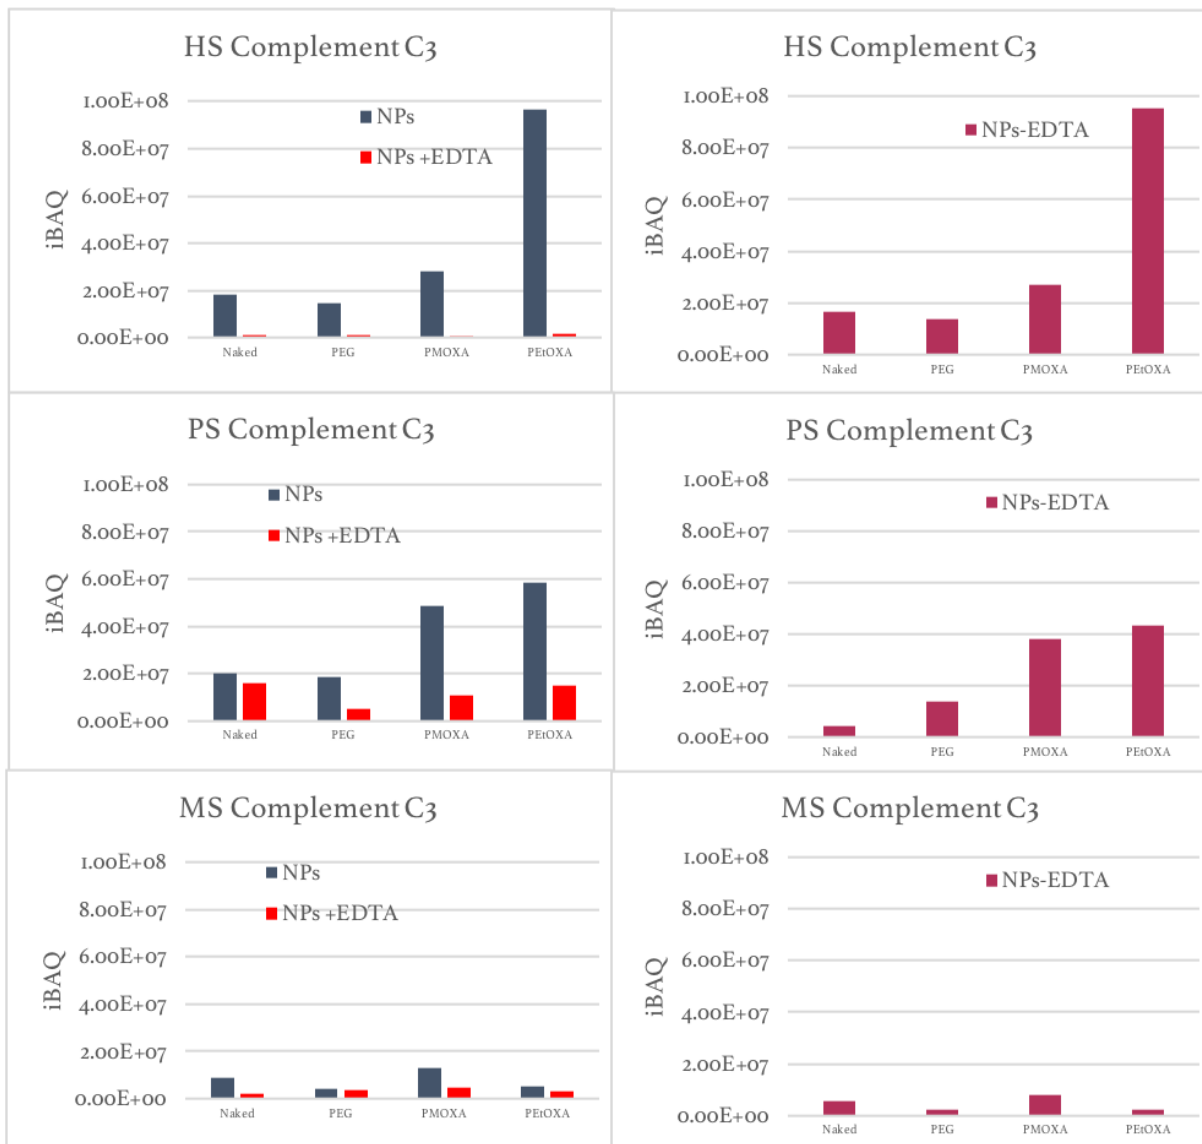 HS Complement C3
1.00E+08
8.00E+07
6.00E+07
4.00E+07
2.00E+07
0.00E+00
iBAQ
NPs
NPs +EDTA
Naked PEG PMOXA PEtOXA
HS Complement C3
1.00E+08
8.00E+07
6.00E+07
4.00E+07
2.00E+07
0.00E+00
iBAQ
NPs-EDTA
Naked PEG PMOXA PEtOXA
PS Complement C3
1.00E+08
8.00E+07
6.00E+07
4.00E+07
2.00E+07
0.00E+00
iBAQ
NPs
NPs +EDTA
Naked PEG PMOXA PEtOXA
PS Complement C3
1.00E+08
8.00E+07
6.00E+07
4.00E+07
2.00E+07
0.00E+00
iBAQ
NPs-EDTA
Naked PEG PMOXA PEtOXA
MS Complement C3
1.00E+08
8.00E+07
6.00E+07
4.00E+07
2.00E+07
0.00E+00
iBAQ
NPs
NPs +EDTA
Naked PEG PMOXA PEtOXA
MS Complement C3
1.00E+08
8.00E+07
6.00E+07
4.00E+07
2.00E+07
0.00E+00
iBAQ
NPs-EDTA
Naked PEG PMOXA PEtOXA